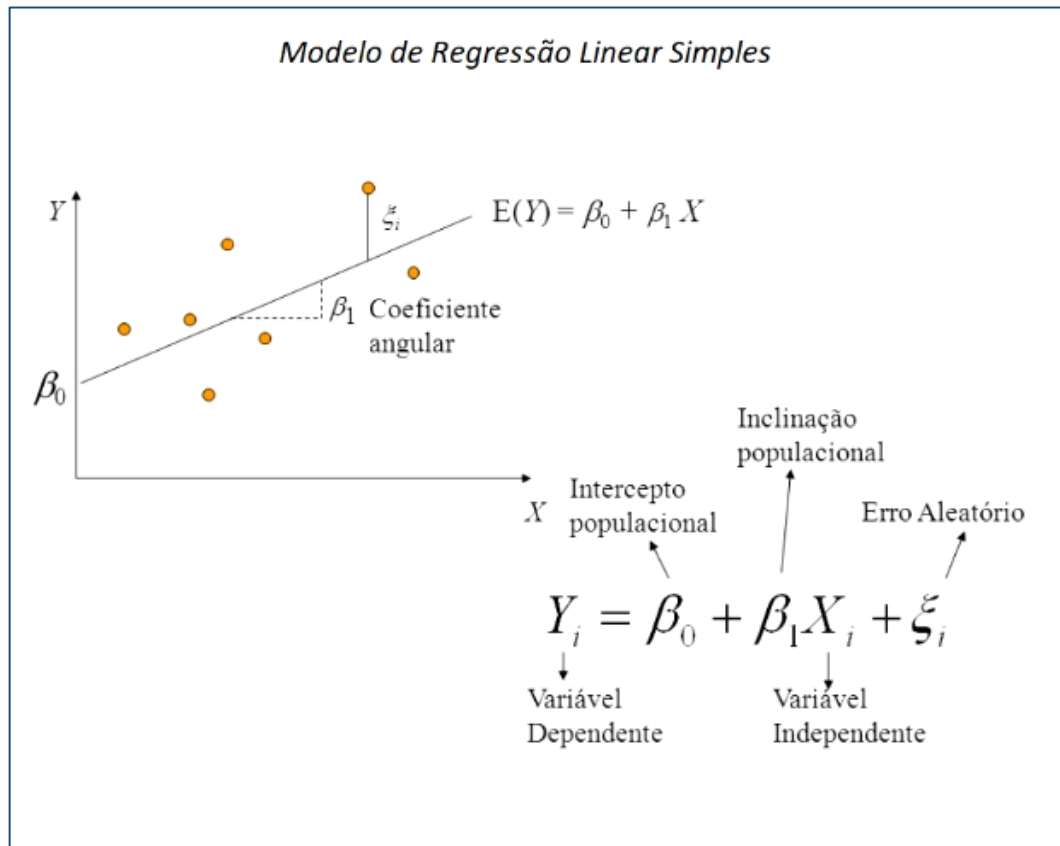 Modelo de Regressão Linear Simples
Y
ξi
E(Y) = β0 + β1 X
β1 Coeficiente
angular
β0
X
Inclinação
populacional
Intercepto
populacional
Erro Aleatório
Yi = β0 + β1Xi + ξi
Variável
Dependente
Variável
Independente